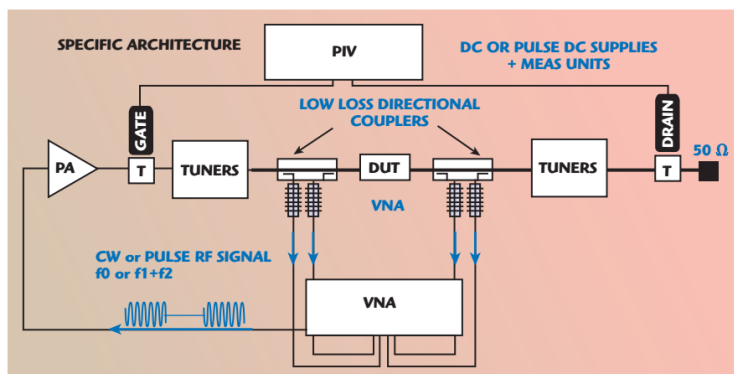 SPECIFIC ARCHITECTURE
PIV
DC OR PULSE DC SUPPLIES
+ MEAS UNITS
LOW LOSS DIRECTIONAL
COUPLERS
GATE
DRAIN
50 Ω
PA
T
TUNERS
DUT
TUNERS
T
VNA
CW or PULSE RF SIGNAL
f0 or f1+f2
VNA